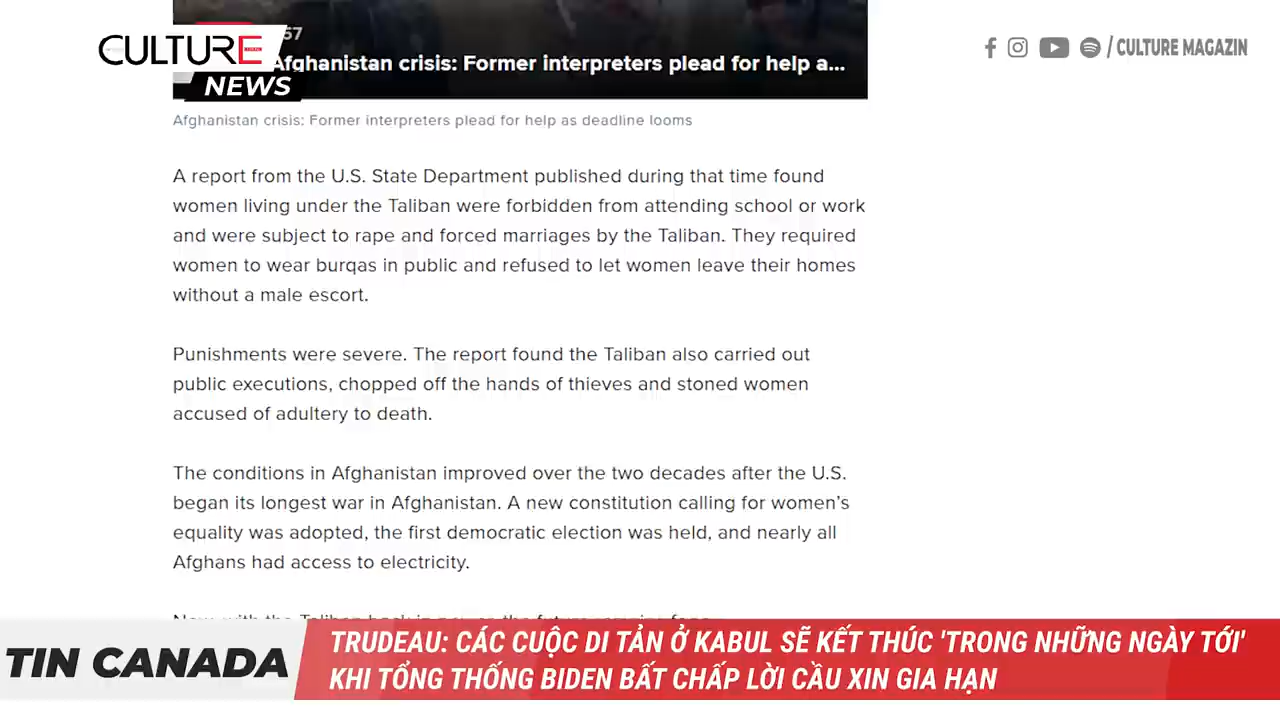 CULTURE
NEWS
57
Afghanistan crisis: Former interpreters plead for help a...
/ CULTURE MAGAZIN
Afghanistan crisis: Former interpreters plead for help as deadline looms
A report from the U.S. State Department published during that time found
women living under the Taliban were forbidden from attending school or work
and were subject to rape and forced marriages by the Taliban. They required
women to wear burqas in public and refused to let women leave their homes
without a male escort.
Punishments were severe. The report found the Taliban also carried out
public executions, chopped off the hands of thieves and stoned women
accused of adultery to death.
The conditions in Afghanistan improved over the two decades after the U.S.
began its longest war in Afghanistan. A new constitution calling for women's
equality was adopted, the first democratic election was held, and nearly all
Afghans had access to electricity.
TIN CANADA
TRUDEAU: CÁC CUỘC DI TẢN Ở KABUL SẼ KẾT THÚC 'TRONG NHỮNG NGÀY TỚI'
KHI TỔNG THỐNG BIDEN BẤT CHẤP LỜI CẦU XIN GIA HẠN